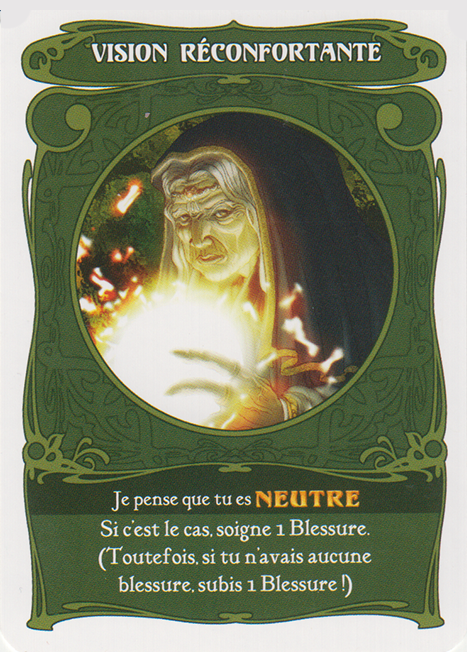 VISION RÉCONFORTANTE
Je pense que tu es NEUTRE
Si c'est le cas, soigne 1 Blessure.
(Toutefois, si tu n'avais aucune
blessure, subis 1 Blessure !)